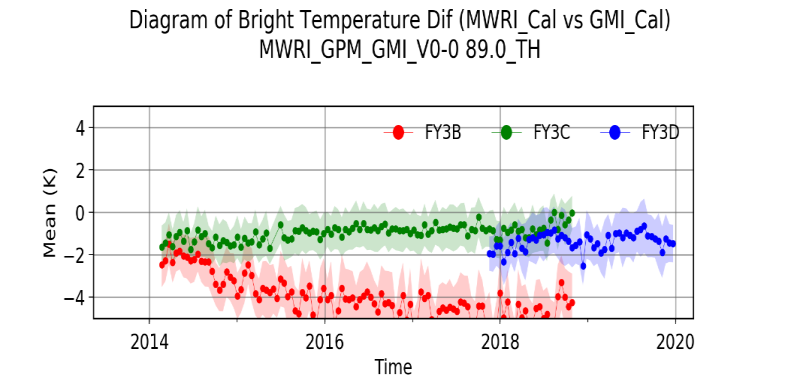 Diagram of Bright Temperature Dif (MWRI_Cal vs GMI_Cal)
MWRI_GPM_GMI_V0-0 89.0_TH
FY3B FY3C FY3D
4
2
0
−2
−4
Mean (K)
2014 2016 2018 2020
Time